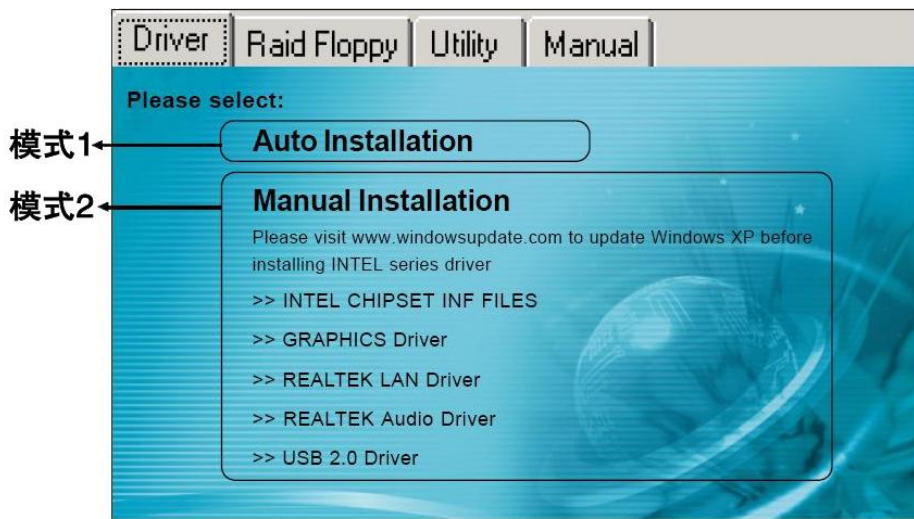 Driver
Raid Floppy
Utility
Manual
Please select:
模式1
Auto Installation
模式2
Manual Installation
Please visit www.windowsupdate.com to update Windows XP before
installing INTEL series driver
>> INTEL CHIPSET INF FILES
>> GRAPHICS Driver
>> REALTEK LAN Driver
>> REALTEK Audio Driver
>> USB 2.0 Driver